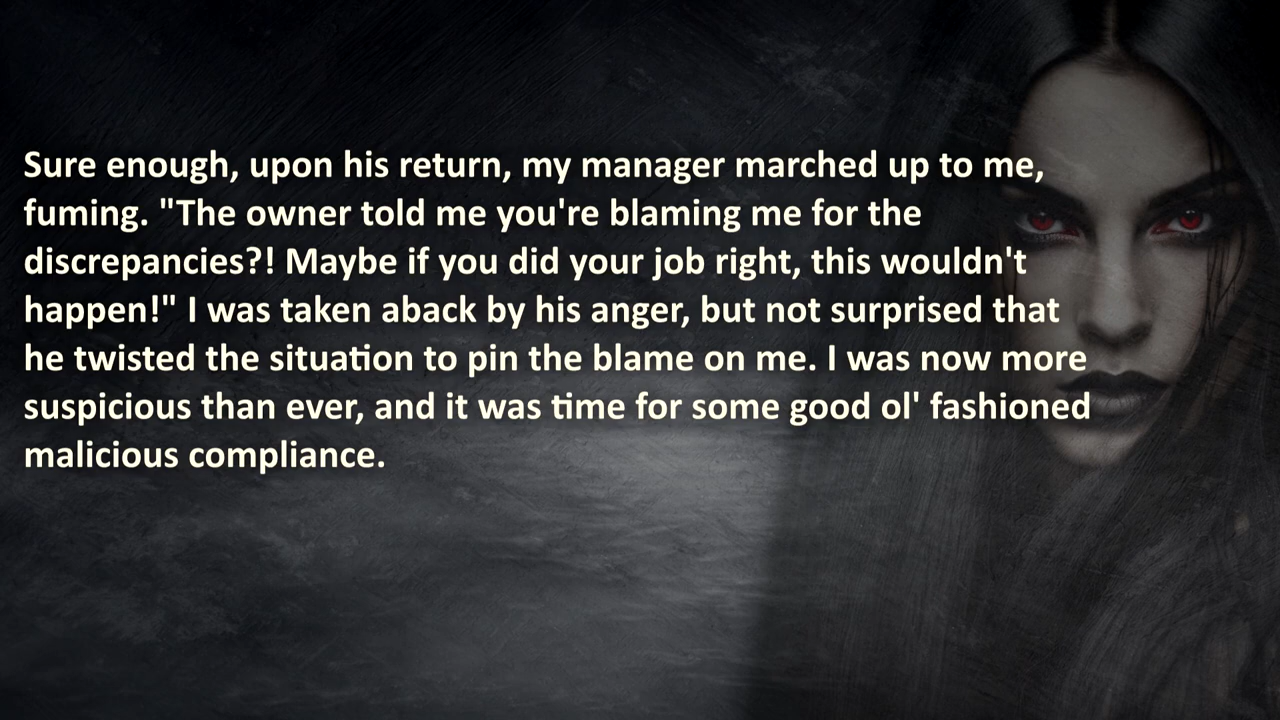 Sure enough, upon his return, my manager marched up to me,
fuming. "The owner told me you're blaming me for the
discrepancies?! Maybe if you did your job right, this wouldn't
happen!" I was taken aback by his anger, but not surprised that
he twisted the situation to pin the blame on me. I was now more
suspicious than ever, and it was time for some good ol' fashioned
malicious compliance.